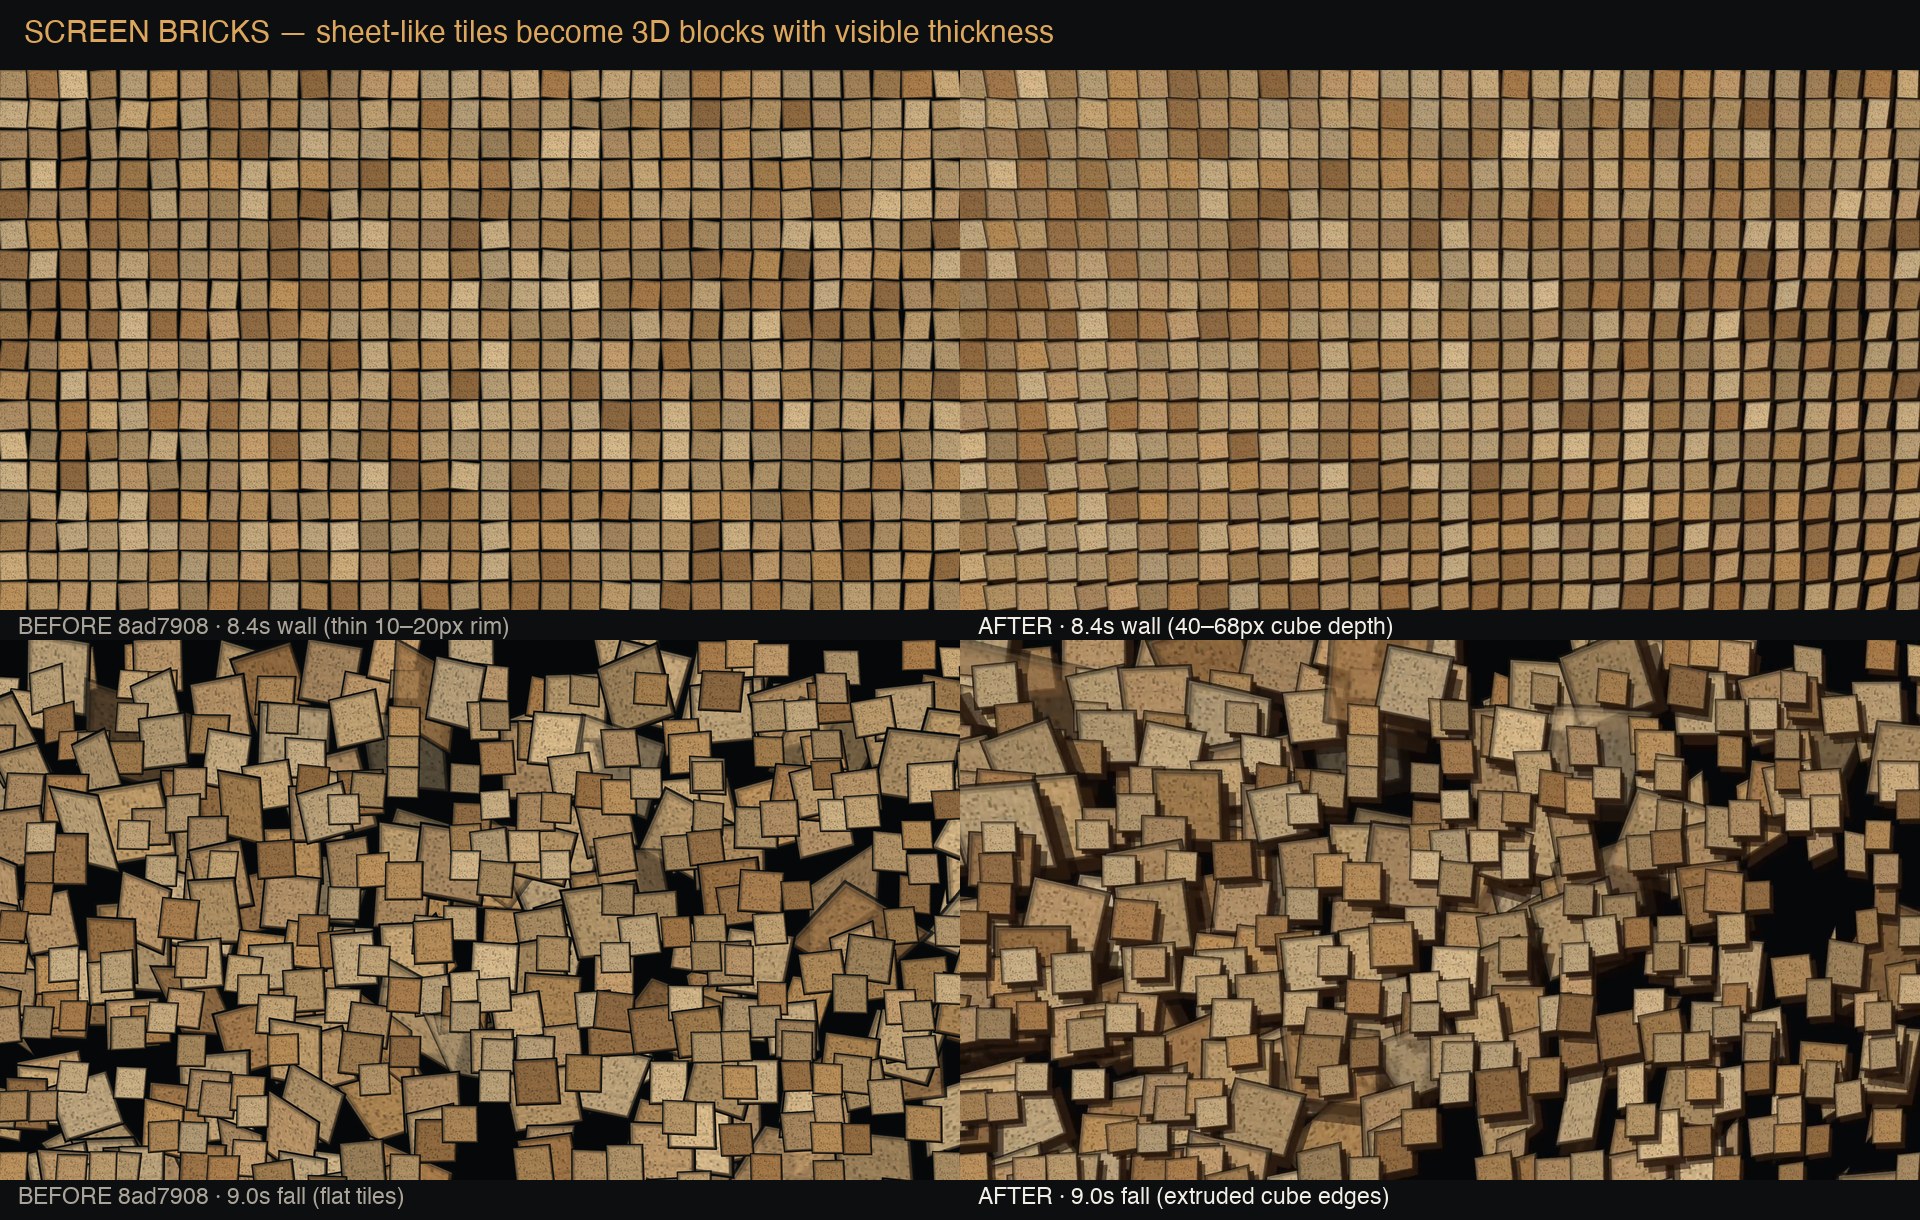 SCREEN BRICKS — sheet-like tiles become 3D blocks with visible thickness
BEFORE 8ad7908 · 8.4s wall (thin 10–20px rim)
AFTER · 8.4s wall (40–68px cube depth)
BEFORE 8ad7908 · 9.0s fall (flat tiles)
AFTER · 9.0s fall (extruded cube edges)